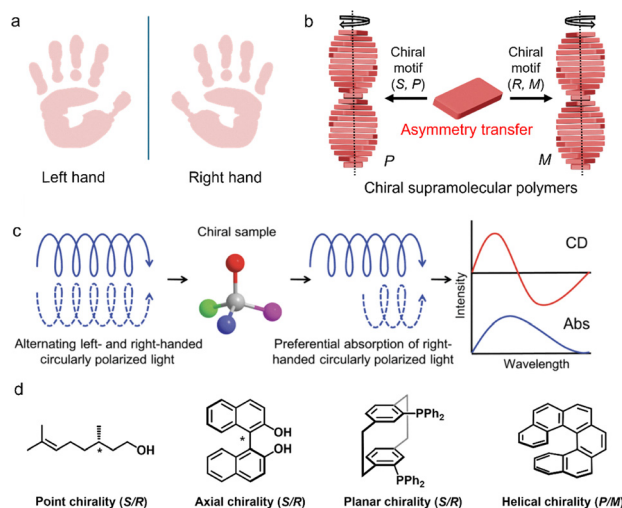 a
Left hand
Right hand
b
Chiral
motif
(S, P)
Chiral
motif
(R, M)
Asymmetry transfer
P
M
Chiral supramolecular polymers
c
Chiral sample
Alternating left- and right-handed
circularly polarized light
Preferential absorption of right-
handed circularly polarized light
Intensity
CD
Abs
Wavelength
d
OH
*
Point chirality (S/R)
OH
OH
*
Axial chirality (S/R)
PPh2
PPh2
Planar chirality (S/R)
Helical chirality (P/M)